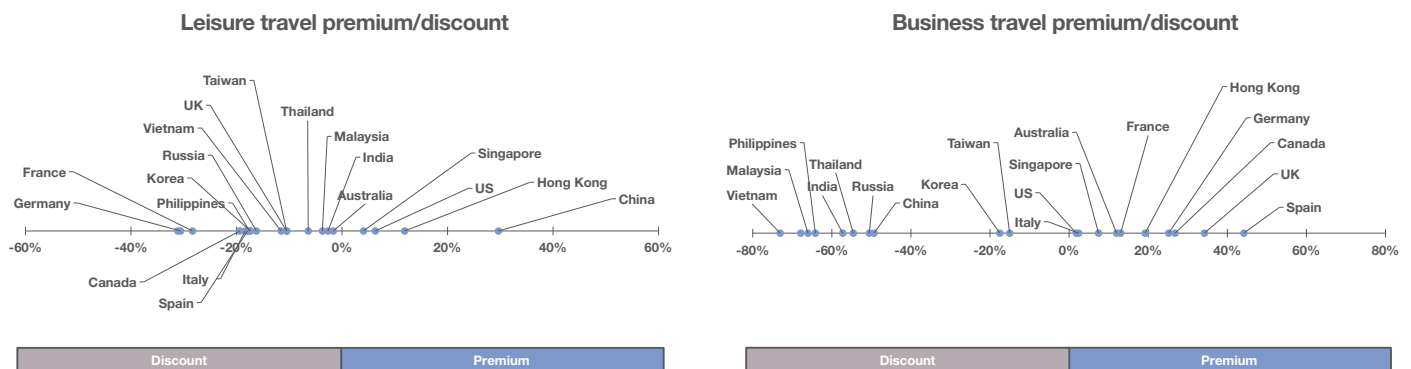 Leisure travel premium/discount
Taiwan
UK
Thailand
Vietnam
Malaysia
Russia
India
Singapore
France
Korea
US
Hong Kong
Germany
Philippines
Australia
China
-60%
-40%
-20%
0%
20%
40%
60%
Canada
Italy
Spain
Discount
Premium
Business travel premium/discount
Hong Kong
Germany
France
Australia
Philippines
Taiwan
Canada
Malaysia
Thailand
Singapore
UK
Vietnam
India
Russia
Korea
US
China
Spain
Italy
-80%
-60%
-40%
-20%
0%
20%
40%
60%
80%
Discount
Premium